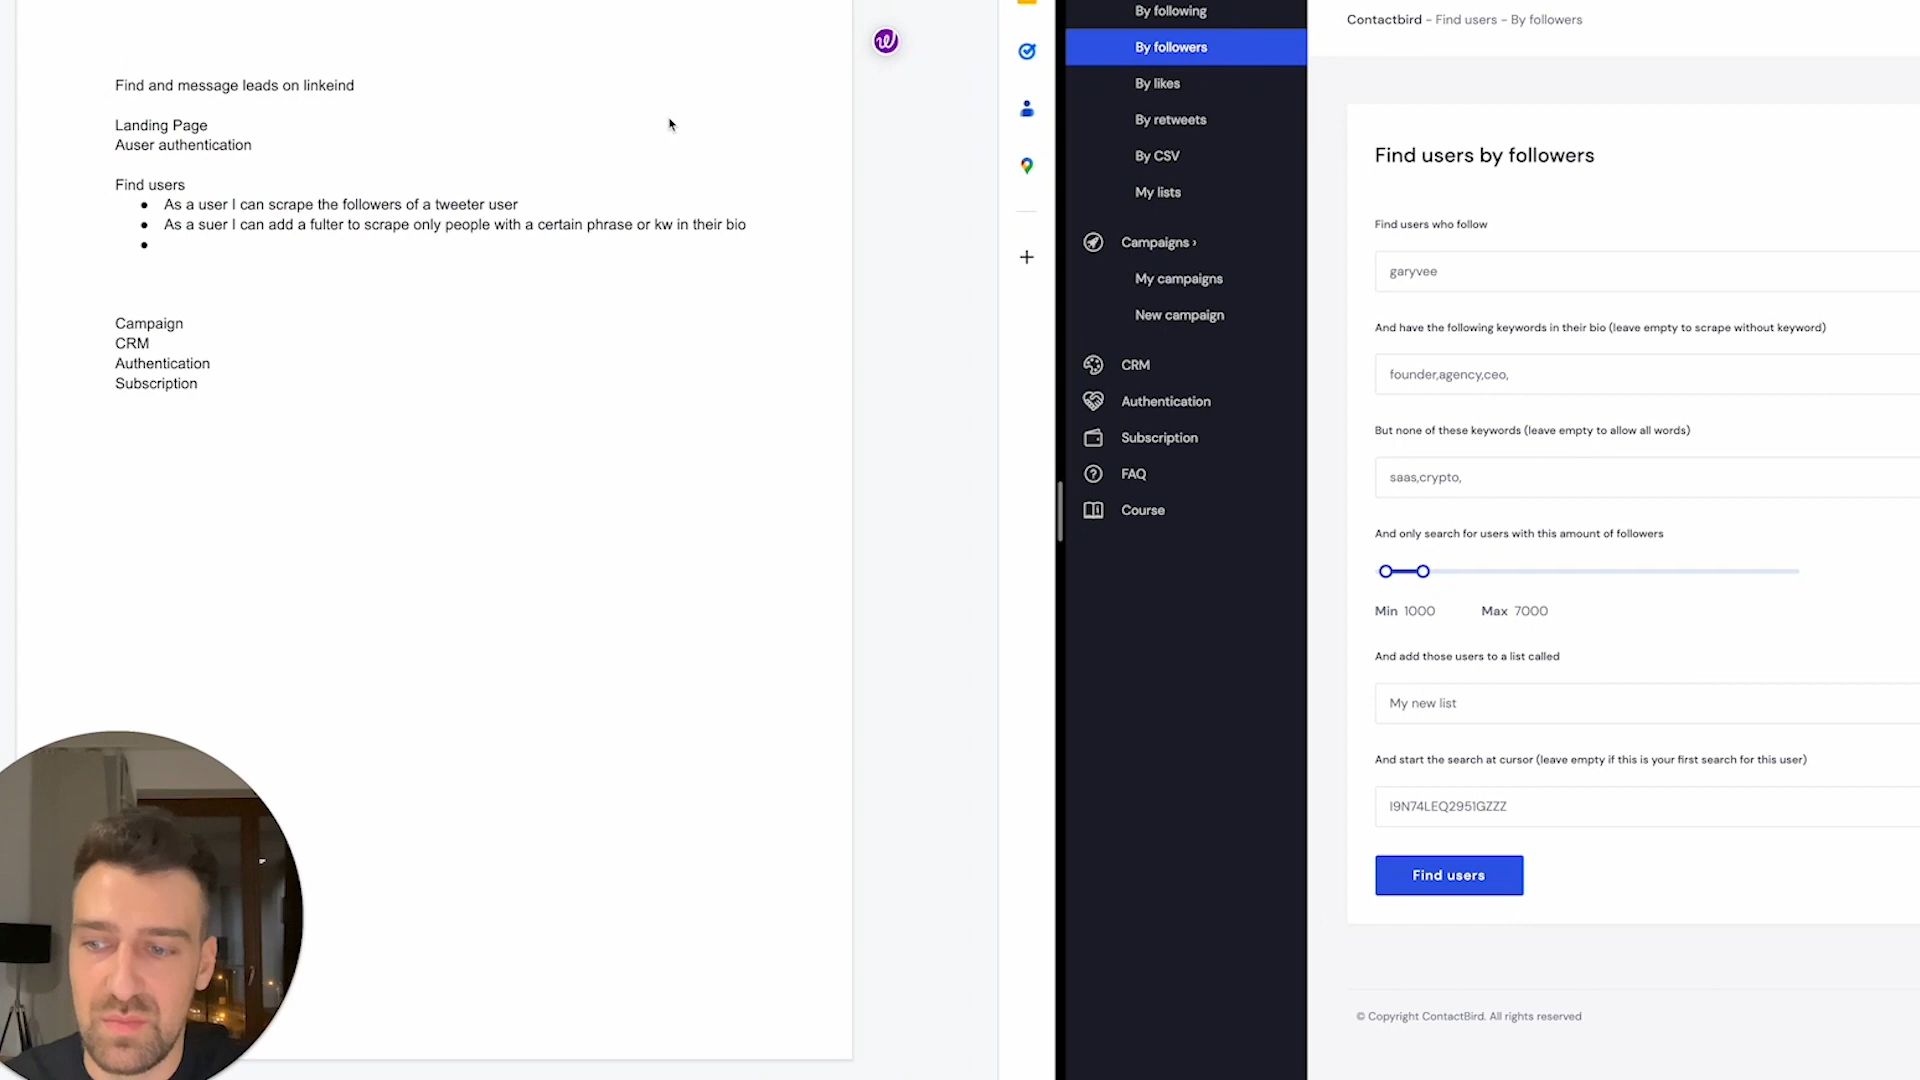 Find and message leads on linkeind
Landing Page
Auser authentication
Find users
As a user I can scrape the followers of a tweeter user
As a suer I can add a fulter to scrape only people with a certain phrase or kw in their bio
Campaign
CRM
Authentication
Subscription
By following
By followers
By likes
By retweets
By CSV
My lists
Campaigns ›
My campaigns
New campaign
CRM
Authentication
Subscription
FAQ
Course
Contactbird - Find users - By followers
Find users by followers
Find users who follow
garyvee
And have the following keywords in their bio (leave empty to scrape without keyword)
founder,agency,ceo,
But none of these keywords (leave empty to allow all words)
saas,crypto,
And only search for users with this amount of followers
Min 1000 Max 7000
And add those users to a list called
My new list
And start the search at cursor (leave empty if this is your first search for this user)
I9N74LEQ2951GZZZ
Find users
© Copyright ContactBird. All rights reserved